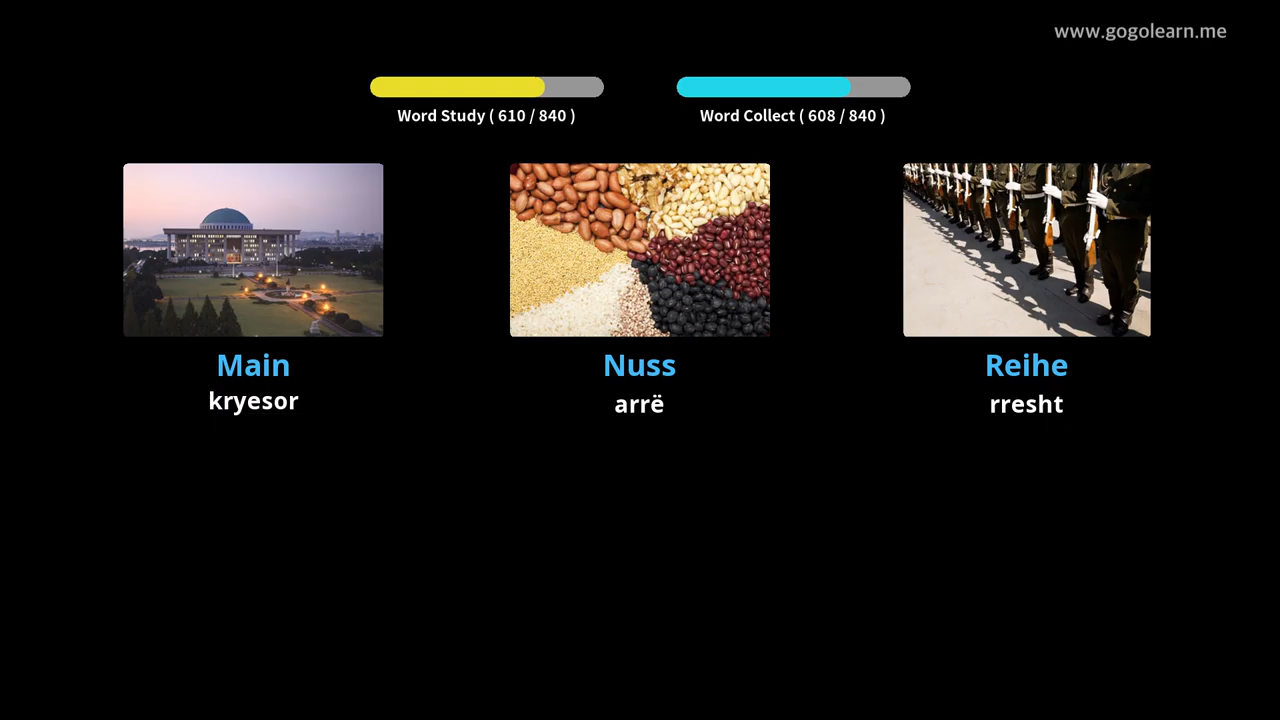 www.gogolearn.me
Word Study ( 610 / 840 )
Word Collect ( 608 / 840 )
Main
kryesor
Nuss
arrë
Reihe
rresht